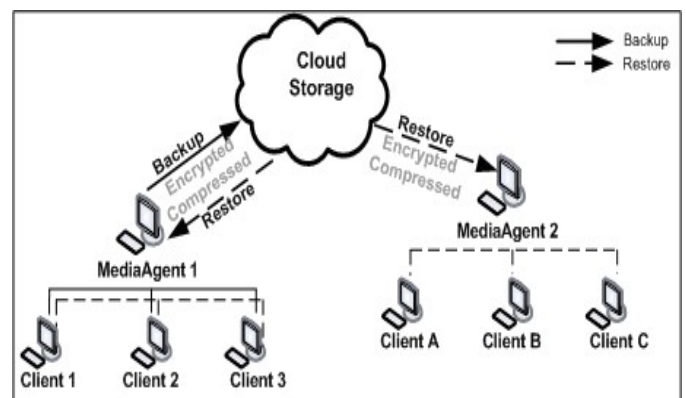 Cloud
Storage
Backup
Restore
Backup
Encrypted
Compressed
Restore
Restore
Encrypted
Compressed
MediaAgent 1
MediaAgent 2
Client 1
Client 2
Client 3
Client A
Client B
Client C